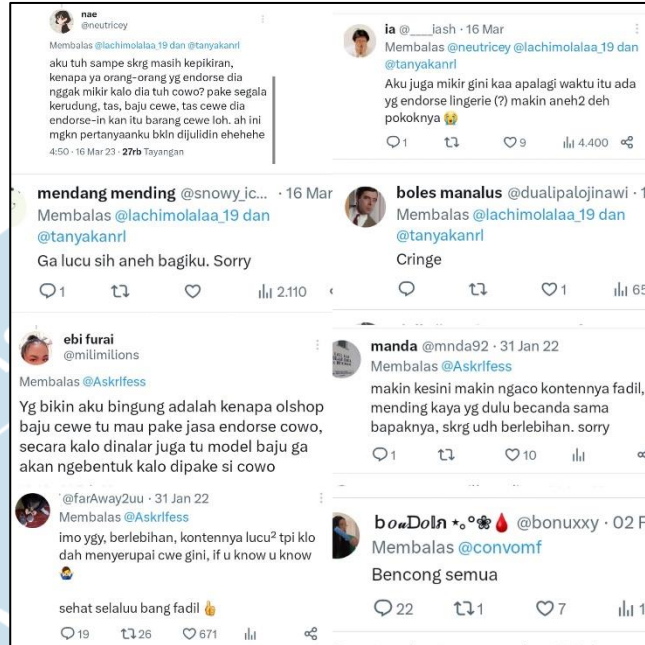 nae
@neutricey
Membalas @lachimolalaa_19 dan @tanyakanrl
aku tuh sampe skrg masih kepikiran,
kenapa ya orang-orang yg endorse dia
nggak mikir kalo dia tuh cowo? pake segala
kerudung, tas, baju cewe, tas cewe dia
endorse-in kan itu barang cewe loh. ah ini
mgkn pertanyaanku bkln dijulidin ehehehe
4:50 · 16 Mar 23 · 27rb Tayangan
ia @____iash · 16 Mar
Membalas @neutricey @lachimolalaa_19 dan
@tanyakanrl
Aku juga mikir gini kaa apalagi waktu itu ada
yg endorse lingerie (?) makin aneh2 deh
pokoknya 😭
1 9 4.400
mendang mending @snowy_ic... · 16 Mar
Membalas @lachimolalaa_19 dan
@tanyakanrl
Ga lucu sih aneh bagiku. Sorry
1 2.110
boles manalus @dualipalojinawi · 1
Membalas @lachimolalaa_19 dan
@tanyakanrl
Cringe
1 65
ebi furai
@milimilions
Membalas @Askrlfess
Yg bikin aku bingung adalah kenapa olshop
baju cewe tu mau pake jasa endorse cowo,
secara kalo dinalar juga tu model baju ga
akan ngebentuk kalo dipake si cowo
manda @mnda92 · 31 Jan 22
Membalas @Askrlfess
makin kesini makin ngaco kontennya fadil,
mending kaya yg dulu becanda sama
bapaknya, skrg udh berlebihan. sorry
1 10
@farAway2uu · 31 Jan 22
Membalas @Askrlfess
imo ygy, berlebihan, kontennya lucu² tpi klo
dah menyerupai cwe gini, if u know u know
🤷‍♂️
sehat selaluu bang fadil 👍
19 26 671
@bonuxxy · 02 F
Membalas @convomf
Bencong semua
22 1 7 1